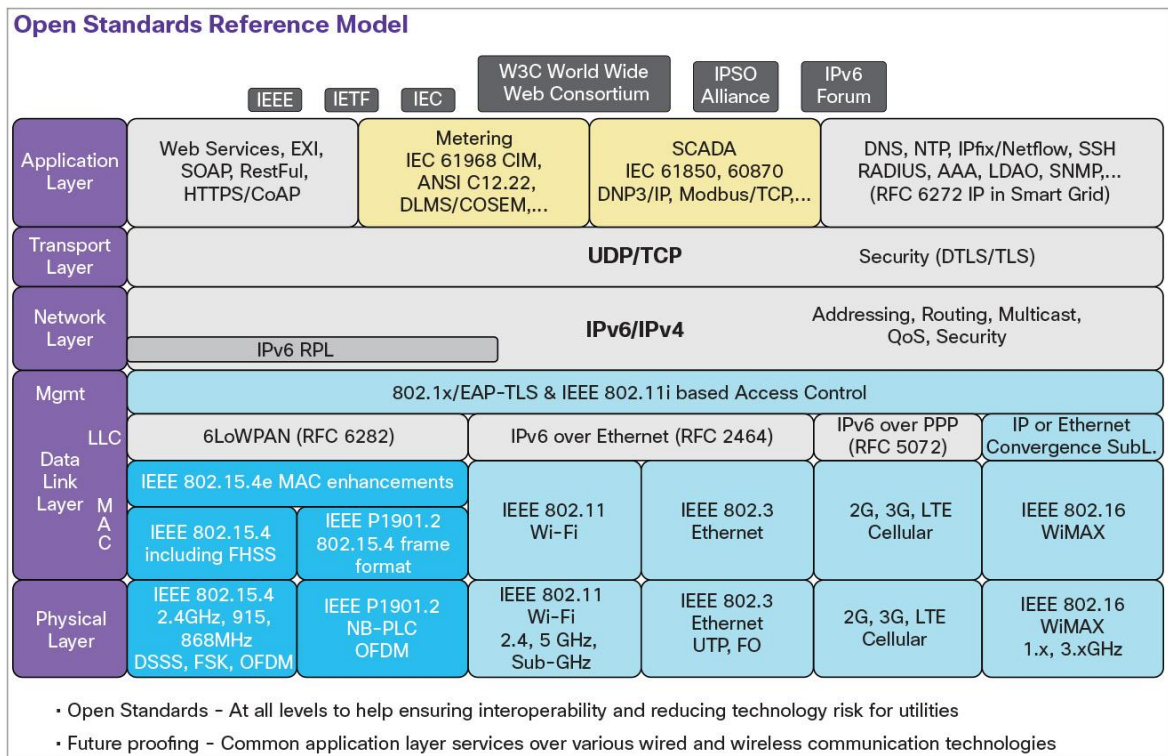 Open Standards Reference Model
IEEE
IETF
IEC
W3C World Wide
Web Consortium
IPSO
Alliance
IPv6
Forum
Application
Layer
Web Services, EXI,
SOAP, RestFul,
HTTPS/CoAP
Metering
IEC 61968 CIM,
ANSI C12.22,
DLMS/COSEM,...
SCADA
IEC 61850, 60870
DNP3/IP, Modbus/TCP,...
DNS, NTP, IPfix/Netflow, SSH
RADIUS, AAA, LDAO, SNMP,...
(RFC 6272 IP in Smart Grid)
Transport
Layer
UDP/TCP
Security (DTLS/TLS)
Network
Layer
IPv6/IPv4
Addressing, Routing, Multicast,
QoS, Security
IPv6 RPL
Mgmt
802.1x/EAP-TLS & IEEE 802.11i based Access Control
LLC
Data
Link
Layer
M
A
C
6LoWPAN (RFC 6282)
IPv6 over Ethernet (RFC 2464)
IPv6 over PPP
(RFC 5072)
IP or Ethernet
Convergence SubL.
IEEE 802.15.4e MAC enhancements
IEEE 802.15.4
including FHSS
IEEE P1901.2
802.15.4 frame
format
IEEE 802.11
Wi-Fi
IEEE 802.3
Ethernet
2G, 3G, LTE
Cellular
IEEE 802.16
WiMAX
Physical
Layer
IEEE 802.15.4
2.4GHz, 915,
868MHz
DSSS, FSK, OFDM
IEEE P1901.2
NB-PLC
OFDM
IEEE 802.11
Wi-Fi
2.4, 5 GHz,
Sub-GHz
IEEE 802.3
Ethernet
UTP, FO
2G, 3G, LTE
Cellular
IEEE 802.16
WiMAX
1.x, 3.xGHz
• Open Standards - At all levels to help ensuring interoperability and reducing technology risk for utilities
• Future proofing - Common application layer services over various wired and wireless communication technologies